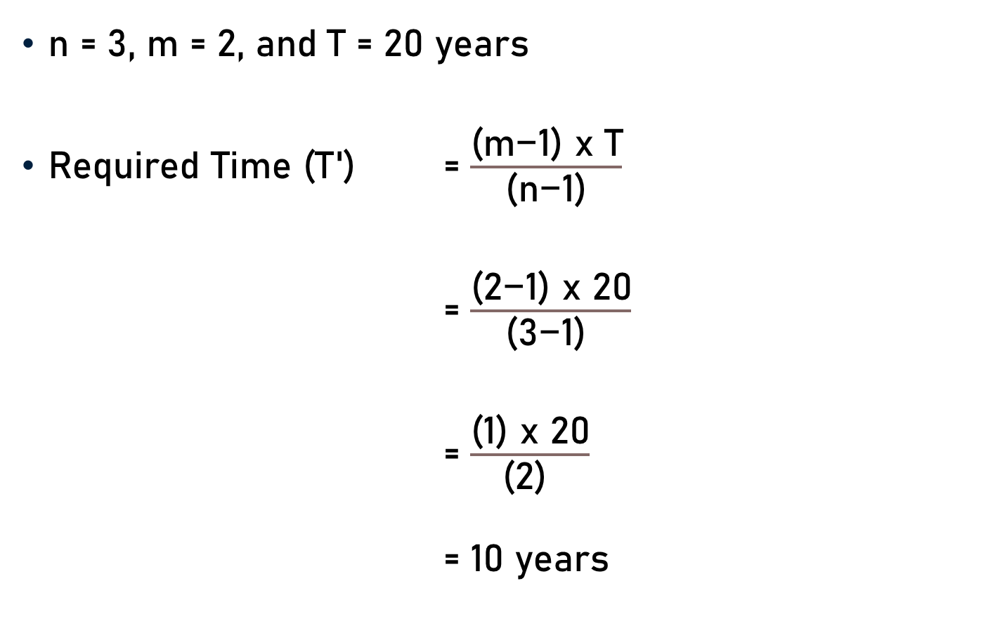 • n = 3, m = 2, and T = 20 years
• Required Time (T') = (m−1) x T
(n−1)
= (2−1) x 20
(3−1)
= (1) x 20
(2)
= 10 years